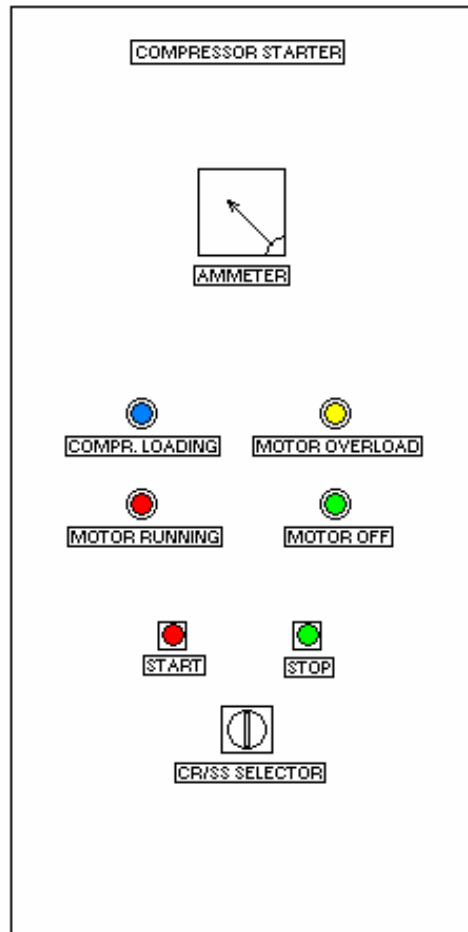 COMPRESSOR STARTER
AMMETER
COMPR. LOADING
MOTOR OVERLOAD
MOTOR RUNNING
MOTOR OFF
START
STOP
CR/SS SELECTOR